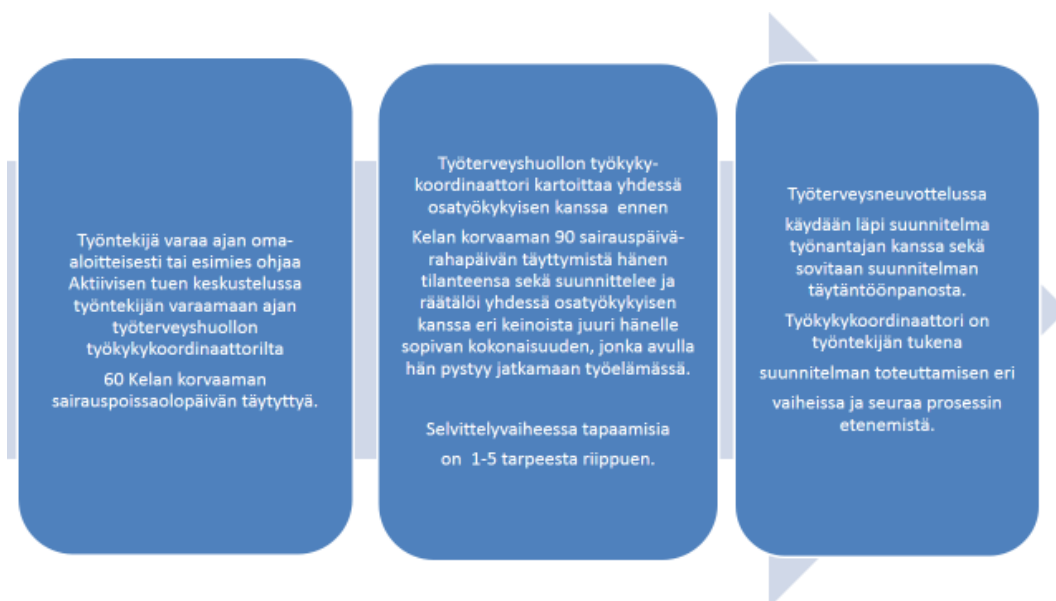 Työntekijä varaa ajan oma-
aloitteisesti tai esimies ohjaa
Aktiivisen tuen keskustelussa
työntekijän varaamaan ajan
työterveyshuollon
työkykykoordinaattorilta
60 Kelan korvaaman
sairauspoissaolopäivän täytyttyä.
Työterveyshuollon työkyky-
koordinaattori kartoittaa yhdessä
osatyökykyisen kanssa ennen
Kelan korvaaman 90 sairauspäivä-
rahapäivän täyttymistä hänen
tilanteensa sekä suunnittelee ja
räätälöi yhdessä osatyökykyisen
kanssa eri keinoista juuri hänelle
sopivan kokonaisuuden, jonka avulla
hän pystyy jatkamaan työelämässä.
Selvittelyvaiheessa tapaamisia
on 1-5 tarpeesta riippuen.
Työterveysneuvottelussa
käydään läpi suunnitelma
työnantajan kanssa sekä
sovitaan suunnitelman
täytäntöönpanosta.
Työkykykoordinaattori on
työntekijän tukena
suunnitelman toteuttamisen eri
vaiheissa ja seuraa prosessin
etenemistä.